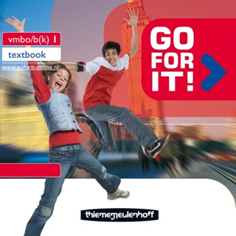 vmbo/b(k) 1
textbook
www.goforit-online.nl
GO
FOR
IT!
thiememeulenhoff